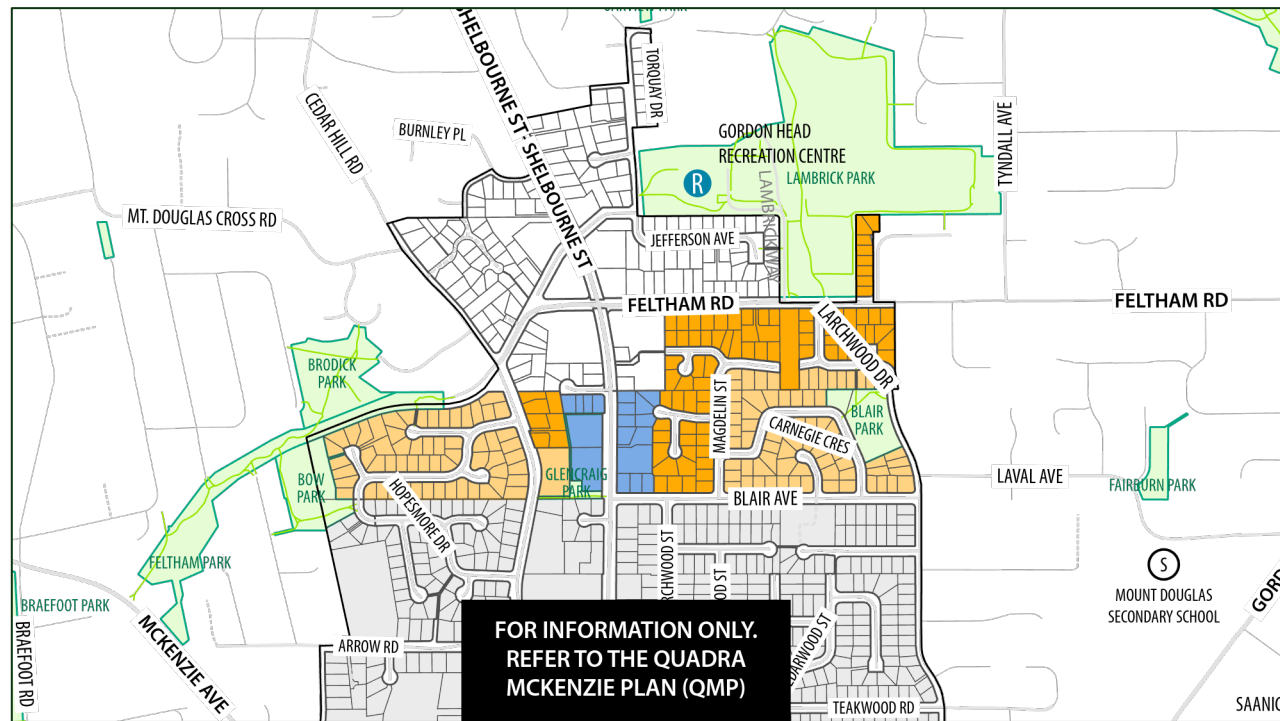 SHELBOURNE ST · SHELBOURNE ST
TORQUAY DR
CEDAR HILL RD
BURNLEY PL
GORDON HEAD
RECREATION CENTRE
R
LAMBRICK PARK
LAMBRICK WAY
TYNDALL AVE
MT. DOUGLAS CROSS RD
JEFFERSON AVE
FELTHAM RD
FELTHAM RD
LARCHWOOD DR
BRODICK
PARK
MAGDELIN ST
BLAIR
PARK
CARNEGIE CRES
BOW
PARK
GLENCRAIG
PARK
HOPESMORE DR
BLAIR AVE
LAVAL AVE
FAIRBURN PARK
FELTHAM PARK
S
MOUNT DOUGLAS
SECONDARY SCHOOL
BRAEFOOT PARK
BRAEFOOT RD
MCKENZIE AVE
ARROW RD
FOR INFORMATION ONLY.
REFER TO THE QUADRA
MCKENZIE PLAN (QMP)
TEAKWOOD RD